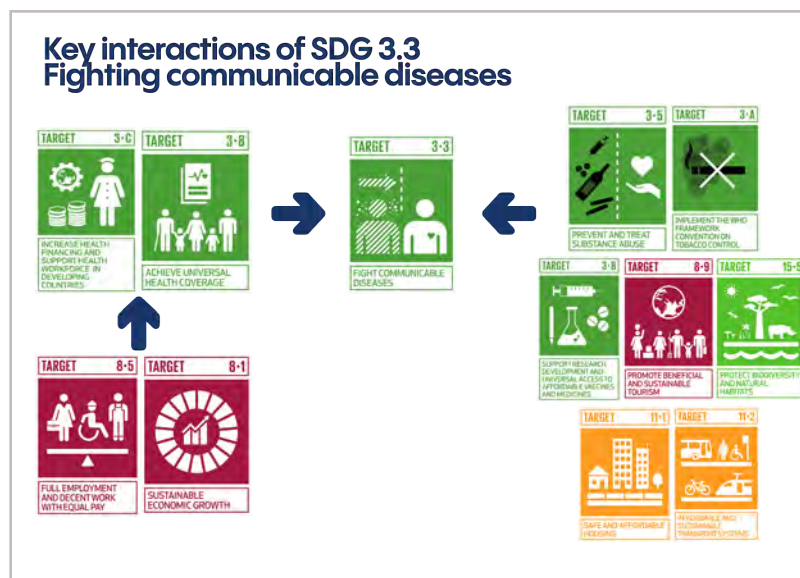 Key interactions of SDG 3.3
Fighting communicable diseases
TARGET 3·C
INCREASE HEALTH
FINANCING AND
SUPPORT HEALTH
WORKFORCE IN
DEVELOPING
COUNTRIES
TARGET 3·8
ACHIEVE UNIVERSAL
HEALTH COVERAGE
TARGET 3·3
FIGHT COMMUNICABLE
DISEASES
TARGET 3·5
PREVENT AND TREAT
SUBSTANCE ABUSE
TARGET 3·A
IMPLEMENT THE WHO
FRAMEWORK
CONVENTION ON
TOBACCO CONTROL
TARGET 3·B
SUPPORT RESEARCH,
DEVELOPMENT AND
UNIVERSAL ACCESS TO
AFFORDABLE VACCINES
AND MEDICINES
TARGET 8·9
PROMOTE BENEFICIAL
AND SUSTAINABLE
TOURISM
TARGET 15·5
PROTECT BIODIVERSITY
AND NATURAL
HABITATS
TARGET 8·5
FULL EMPLOYMENT
AND DECENT WORK
WITH EQUAL PAY
TARGET 8·1
SUSTAINABLE
ECONOMIC GROWTH
TARGET 11·1
SAFE AND AFFORDABLE
HOUSING
TARGET 11·2
AFFORDABLE AND
SUSTAINABLE
TRANSPORT SYSTEMS